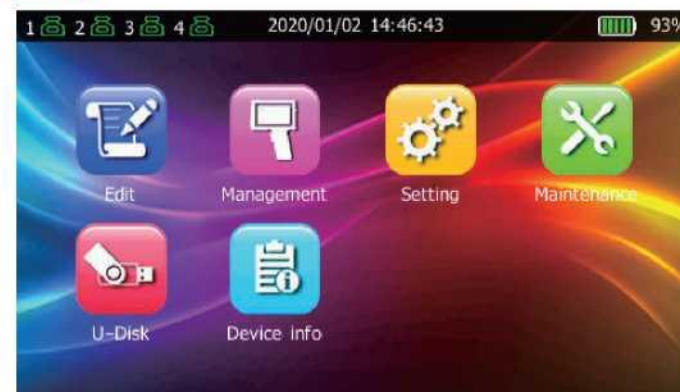 1 2 3 4 2020/01/02 14:46:43 93%
Edit Management Setting Maintenance
U-Disk Device info